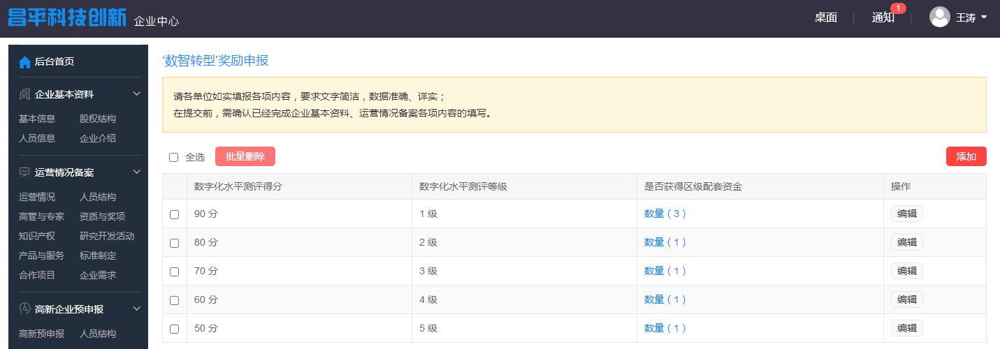 昌平科技创新 企业中心
桌面 通知 1 王涛
后台首页
企业基本资料
基本信息 股权结构
人员信息 企业介绍
运营情况备案
运营情况 人员结构
高管与专家 资质与奖项
知识产权 研究开发活动
产品与服务 标准制定
合作项目 企业需求
高新企业预申报
高新预申报 人员结构
‘数智转型’奖励申报
请各单位如实填报各项内容，要求文字简洁，数据准确、详实；
在提交前，需确认已经完成企业基本资料、运营情况备案各项内容的填写。
全选 批量删除 添加
数字化水平测评得分 数字化水平测评等级 是否获得区级配套资金 操作
90 分 1 级 数量（3） 编辑
80 分 2 级 数量（1） 编辑
70 分 3 级 数量（1） 编辑
60 分 4 级 数量（1） 编辑
50 分 5 级 数量（1） 编辑